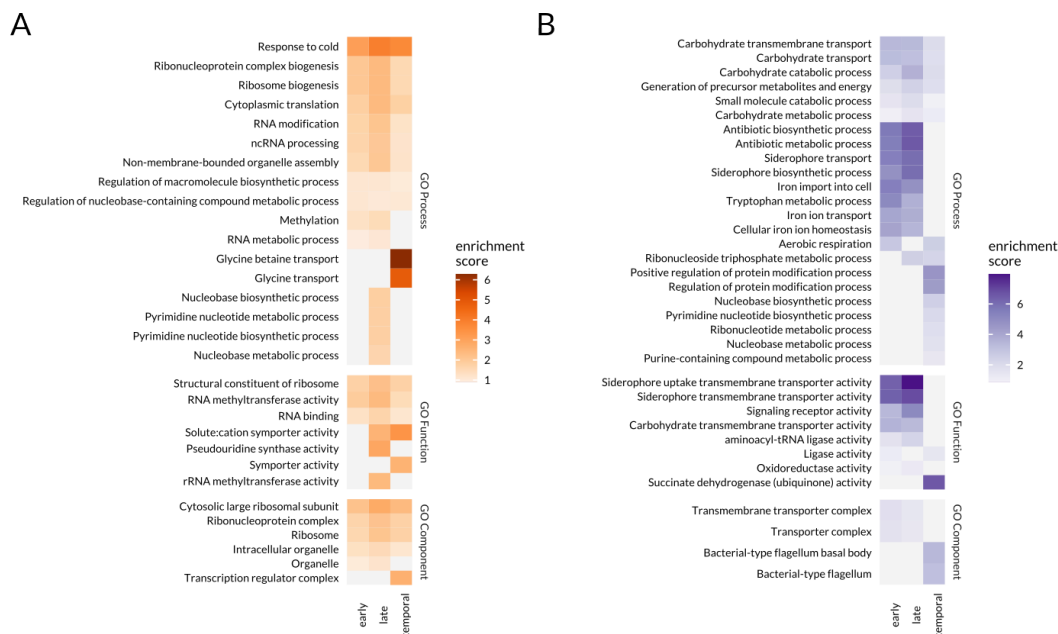 A
Response to cold
Ribonucleoprotein complex biogenesis
Ribosome biogenesis
Cytoplasmic translation
RNA modification
ncRNA processing
Non-membrane-bounded organelle assembly
Regulation of macromolecule biosynthetic process
Regulation of nucleobase-containing compound metabolic process
Methylation
RNA metabolic process
Glycine betaine transport
Glycine transport
Nucleobase biosynthetic process
Pyrimidine nucleotide metabolic process
Pyrimidine nucleotide biosynthetic process
Nucleobase metabolic process
GO Process
Structural constituent of ribosome
RNA methyltransferase activity
RNA binding
Solute:cation symporter activity
Pseudouridine synthase activity
Symporter activity
rRNA methyltransferase activity
GO Function
Cytosolic large ribosomal subunit
Ribonucleoprotein complex
Ribosome
Intracellular organelle
Organelle
Transcription regulator complex
GO Component
early
late
temporal
enrichment
score
6
5
4
3
2
1
B
Carbohydrate transmembrane transport
Carbohydrate transport
Carbohydrate catabolic process
Generation of precursor metabolites and energy
Small molecule catabolic process
Carbohydrate metabolic process
Antibiotic biosynthetic process
Antibiotic metabolic process
Siderophore transport
Siderophore biosynthetic process
Iron import into cell
Tryptophan metabolic process
Iron ion transport
Cellular iron ion homeostasis
Aerobic respiration
Ribonucleoside triphosphate metabolic process
Positive regulation of protein modification process
Regulation of protein modification process
Nucleobase biosynthetic process
Pyrimidine nucleotide biosynthetic process
Ribonucleotide metabolic process
Nucleobase metabolic process
Purine-containing compound metabolic process
GO Process
Siderophore uptake transmembrane transporter activity
Siderophore transmembrane transporter activity
Signaling receptor activity
Carbohydrate transmembrane transporter activity
aminoacyl-tRNA ligase activity
Ligase activity
Oxidoreductase activity
Succinate dehydrogenase (ubiquinone) activity
GO Function
Transmembrane transporter complex
Transporter complex
Bacterial-type flagellum basal body
Bacterial-type flagellum
GO Component
early
late
temporal
enrichment
score
6
4
2